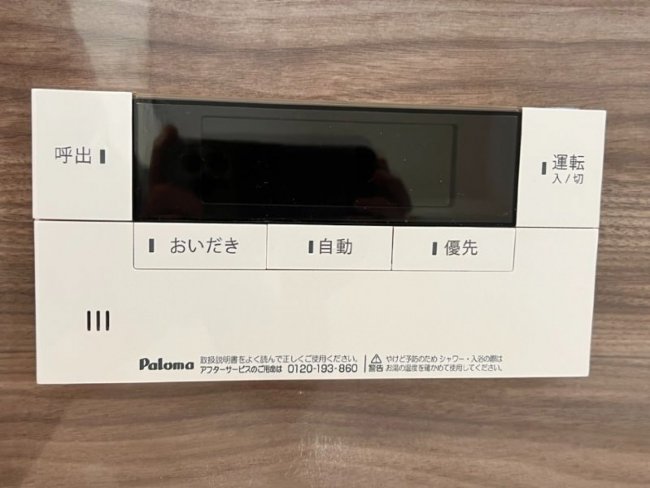 呼出
運転
入/切
おいだき
自動
優先
Paloma
取扱説明書をよく読んで正しくご使用ください。
アフターサービスのご用命は 0120-193-860
警告
やけど予防のため シャワー・入浴の際は
お湯の温度を確かめて使用してください。